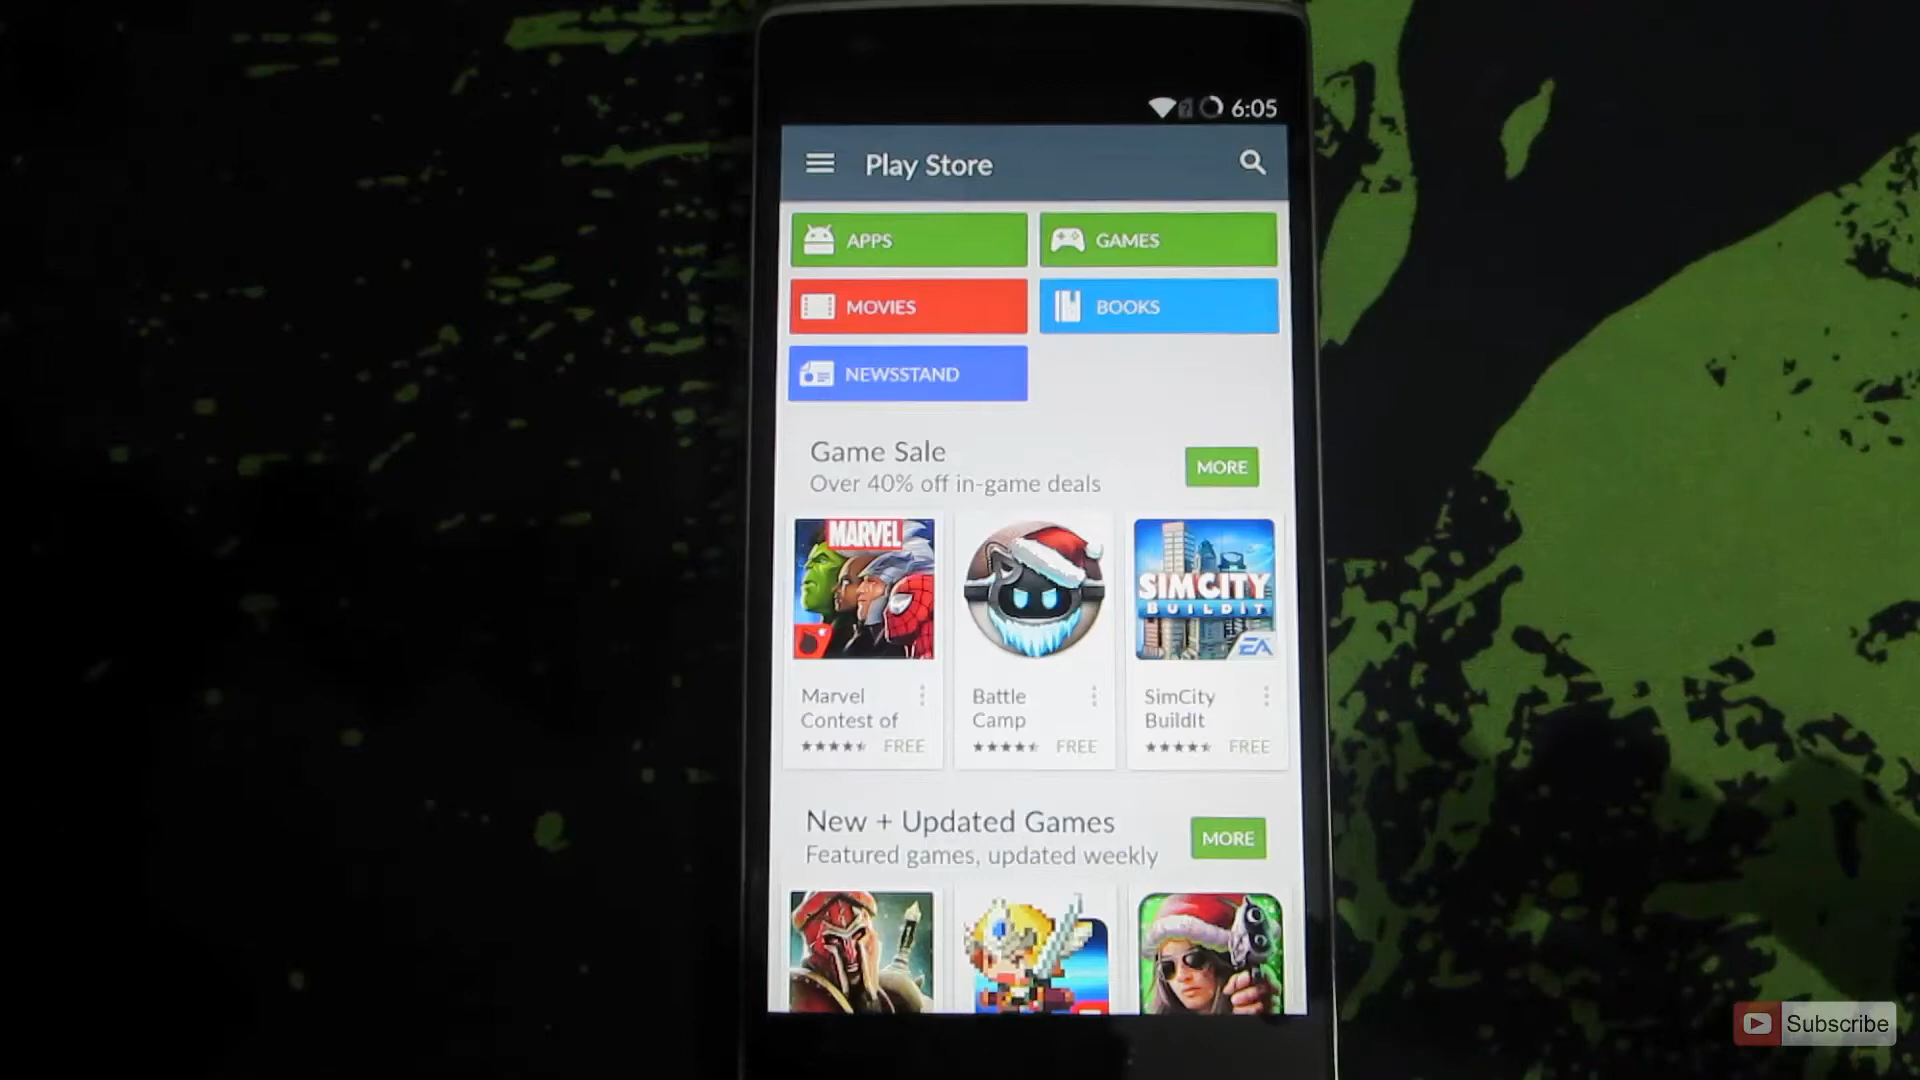 6:05
Play Store
APPS
GAMES
MOVIES
BOOKS
NEWSSTAND
Game Sale
Over 40% off in-game deals
MORE
MARVEL
SIMCITY
BUILDIT
EA
Marvel
Contest of
FREE
Battle
Camp
FREE
SimCity
BuildIt
FREE
New + Updated Games
Featured games, updated weekly
MORE
Subscribe